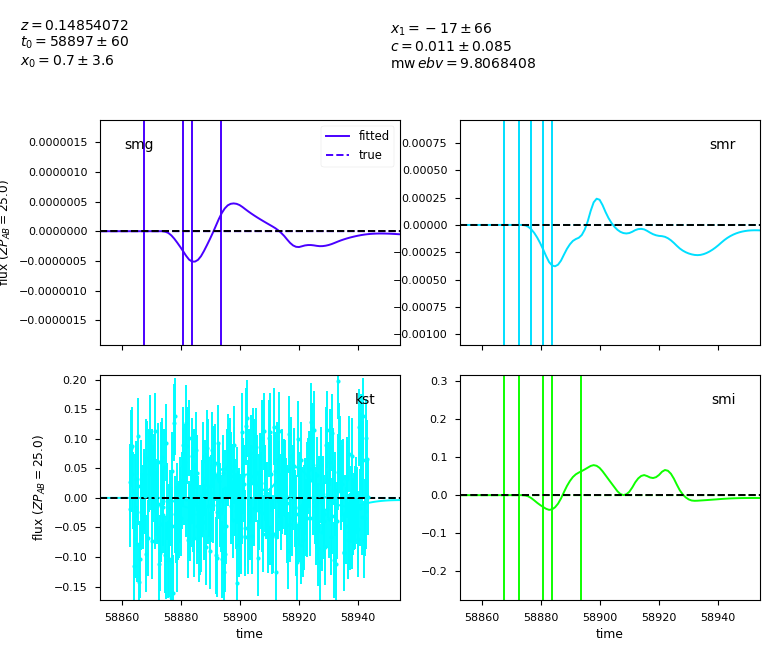 z = 0.14854072
t₀ = 58897 ± 60
x₀ = 0.7 ± 3.6
x₁ = −17 ± 66
c = 0.011 ± 0.085
mw ebv = 9.8068408
smg
fitted
true
0.0000015
0.0000010
0.0000005
0.0000000
−0.0000005
−0.0000010
−0.0000015
flux (ZP_AB = 25.0)
smr
0.00075
0.00050
0.00025
0.00000
−0.00025
−0.00050
−0.00075
−0.00100
kst
0.20
0.15
0.10
0.05
0.00
−0.05
−0.10
−0.15
flux (ZP_AB = 25.0)
58860 58880 58900 58920 58940
time
smi
0.3
0.2
0.1
0.0
−0.1
−0.2
58860 58880 58900 58920 58940
time